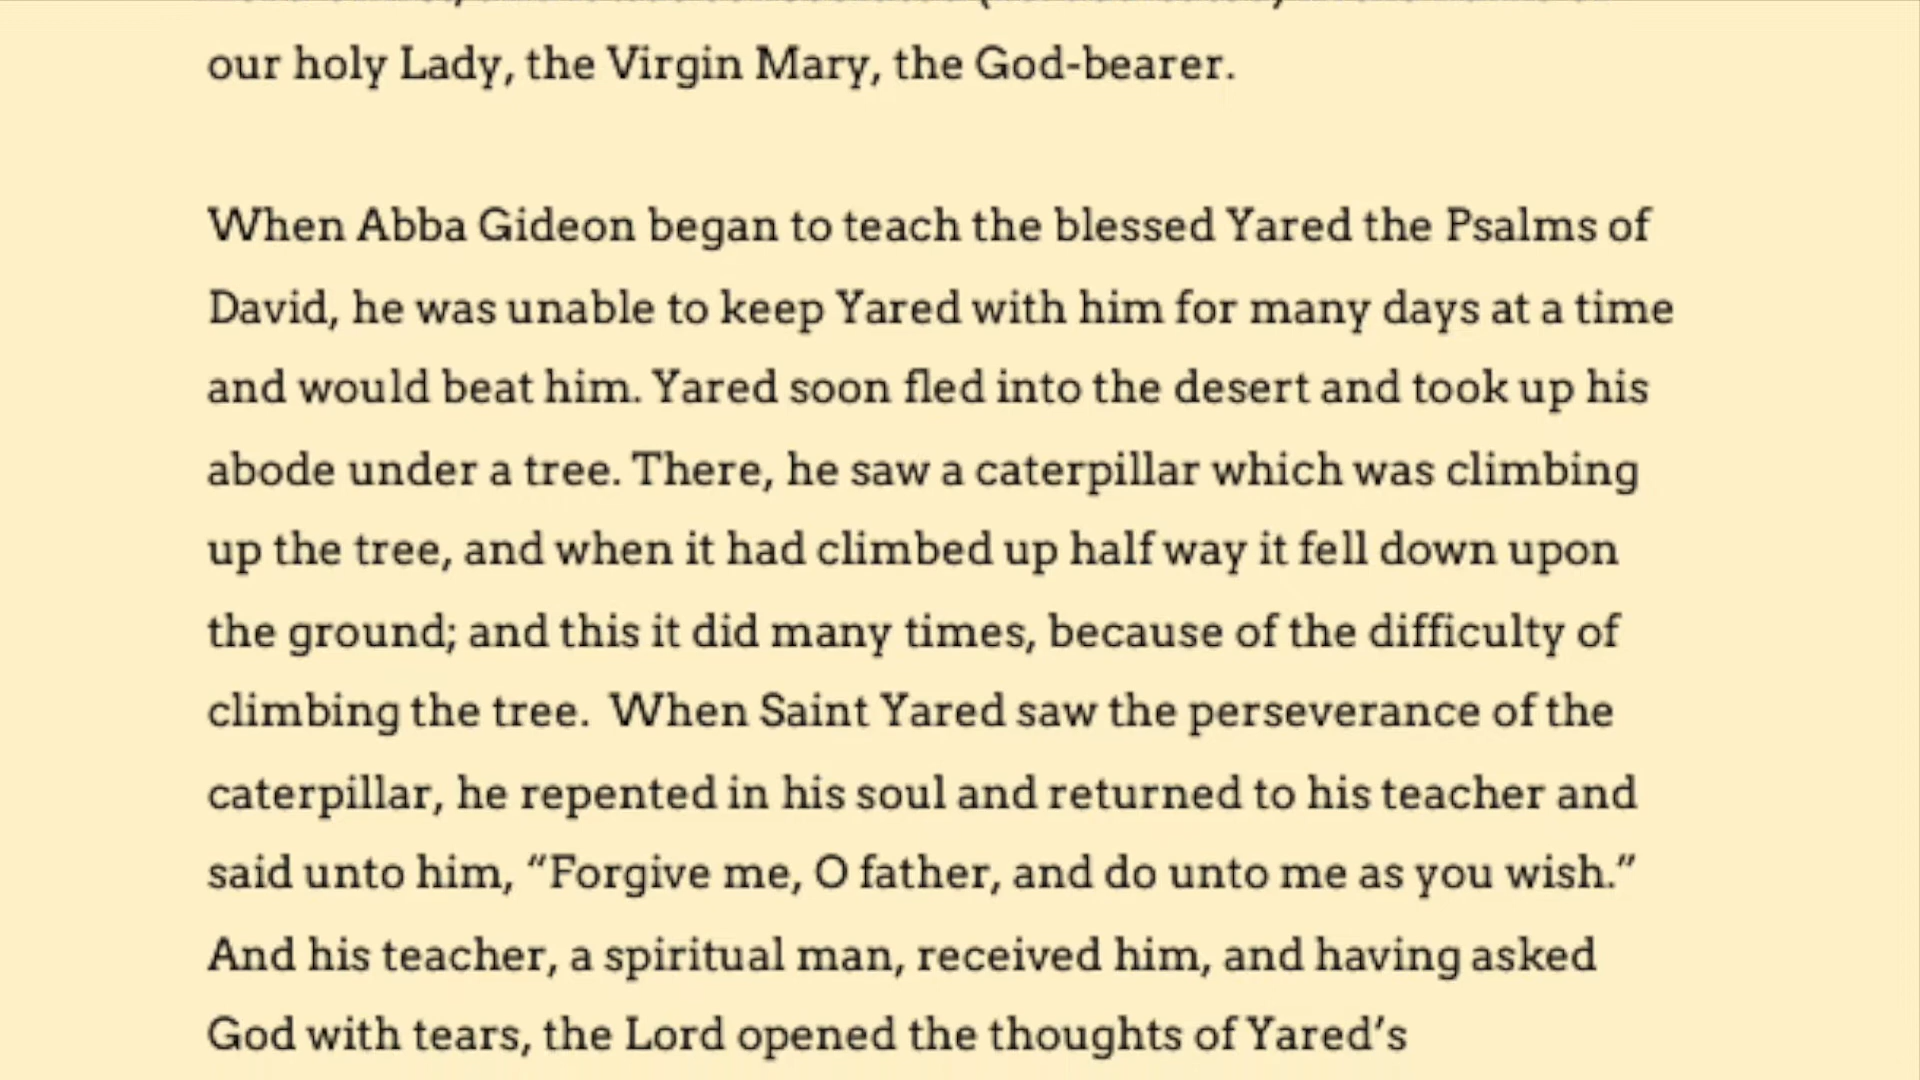 our holy Lady, the Virgin Mary, the God-bearer.
When Abba Gideon began to teach the blessed Yared the Psalms of
David, he was unable to keep Yared with him for many days at a time
and would beat him. Yared soon fled into the desert and took up his
abode under a tree. There, he saw a caterpillar which was climbing
up the tree, and when it had climbed up half way it fell down upon
the ground; and this it did many times, because of the difficulty of
climbing the tree.  When Saint Yared saw the perseverance of the
caterpillar, he repented in his soul and returned to his teacher and
said unto him, “Forgive me, O father, and do unto me as you wish.”
And his teacher, a spiritual man, received him, and having asked
God with tears, the Lord opened the thoughts of Yared’s